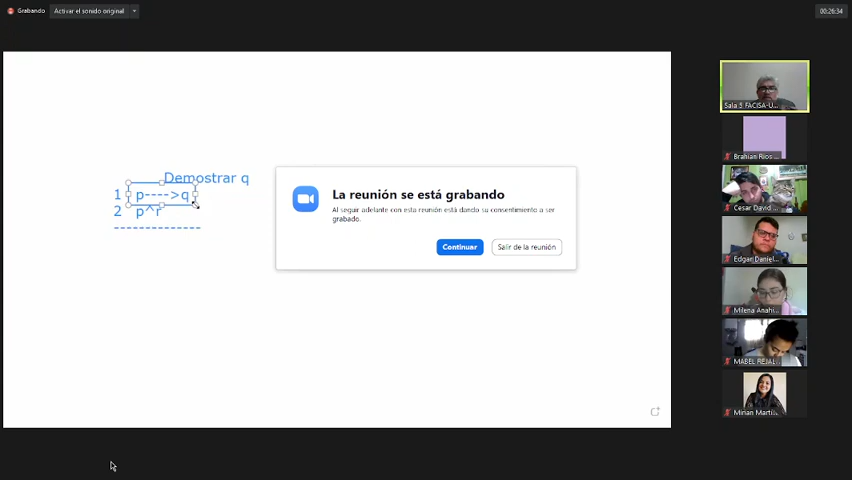 Grabando
Activar el sonido original
00:26:34
Demostrar q
1 p---->q
2 p^r
--------------
La reunión se está grabando
Al seguir adelante con esta reunión está dando su consentimiento a ser
grabado.
Continuar
Salir de la reunión
Sala 5 FACISA-U...
Brahian Rios ...
Cesar David ...
Edgar Daniel...
Milena Anahi...
MABEL REJAL...
Mirian Marti...